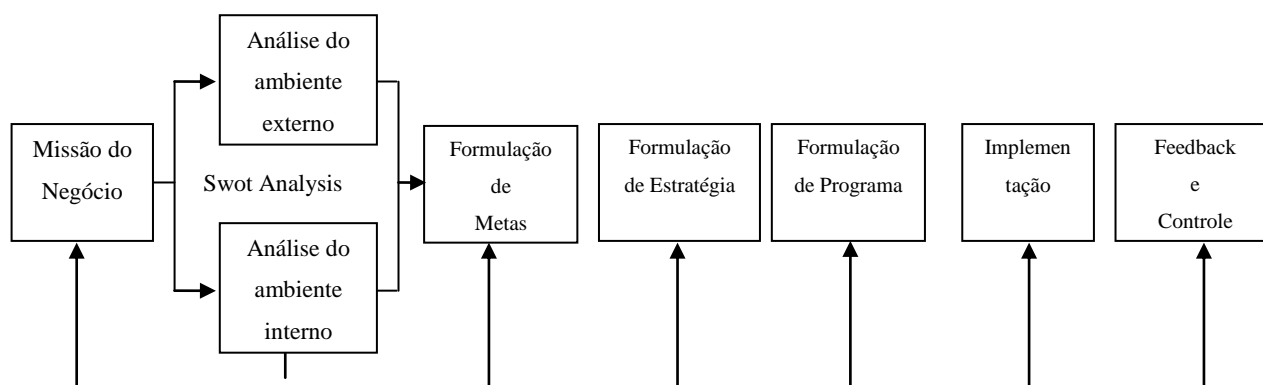 Missão do
Negócio
Análise do
ambiente
externo
Swot Analysis
Análise do
ambiente
interno
Formulação
de
Metas
Formulação
de Estratégia
Formulação
de Programa
Implemen
tação
Feedback
e
Controle